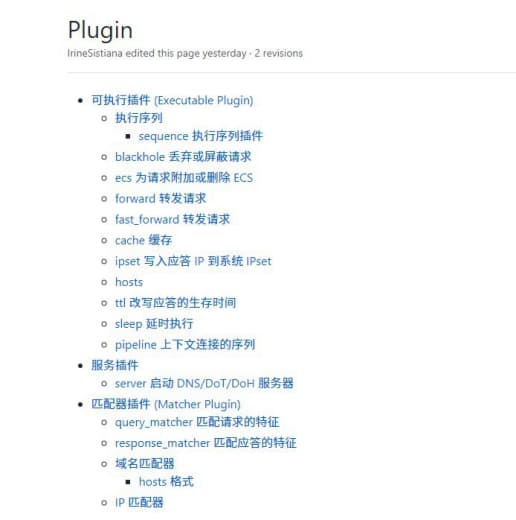 Plugin
IrineSistiana edited this page yesterday · 2 revisions
可执行插件 (Executable Plugin)
执行序列
sequence 执行序列插件
blackhole 丢弃或屏蔽请求
ecs 为请求附加或删除 ECS
forward 转发请求
fast_forward 转发请求
cache 缓存
ipset 写入应答 IP 到系统 IPset
hosts
ttl 改写应答的生存时间
sleep 延时执行
pipeline 上下文连接的序列
服务插件
server 启动 DNS/DoT/DoH 服务器
匹配器插件 (Matcher Plugin)
query_matcher 匹配请求的特征
response_matcher 匹配应答的特征
域名匹配器
hosts 格式
IP 匹配器